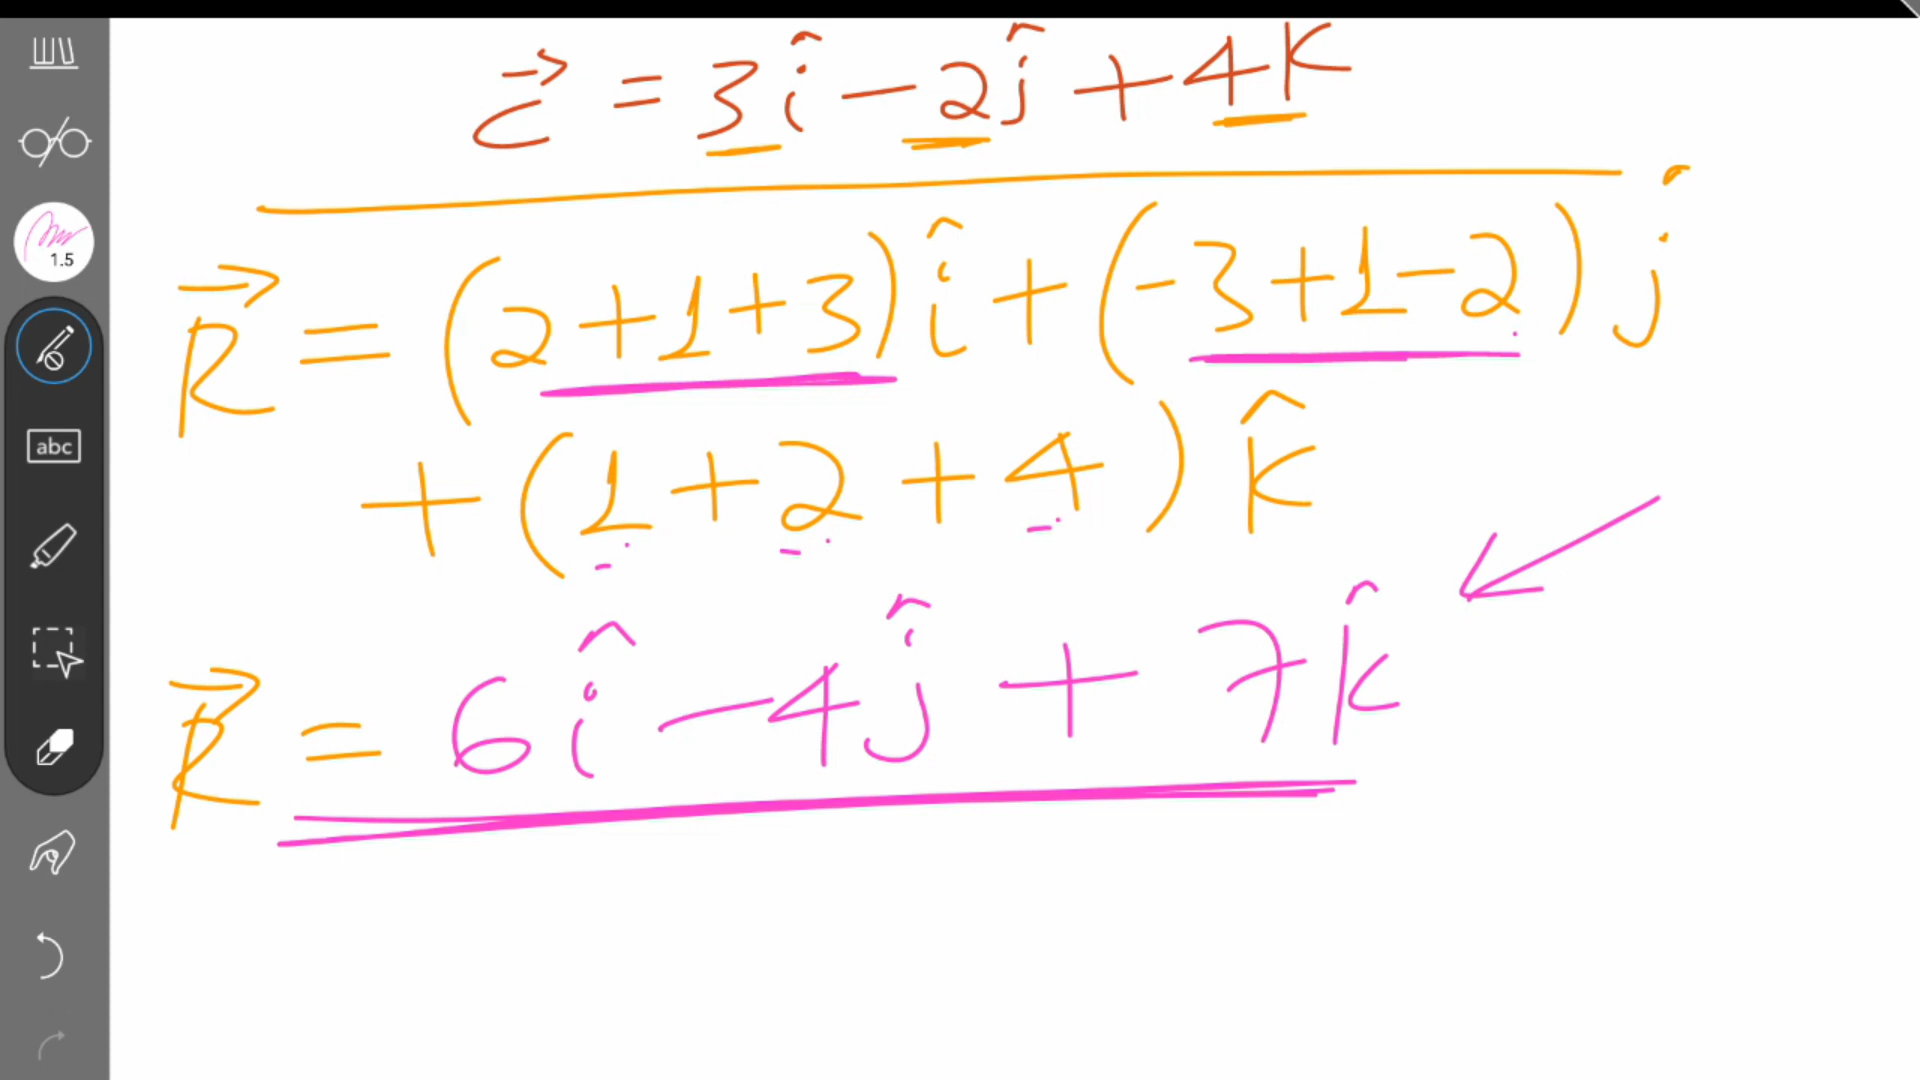 c⃗ = 3î − 2ĵ + 4k
R⃗ = (2+1+3)î + (-3+1-2)ĵ
+ (1+2+4) k̂
R⃗ = 6î − 4ĵ + 7k̂
1.5
abc